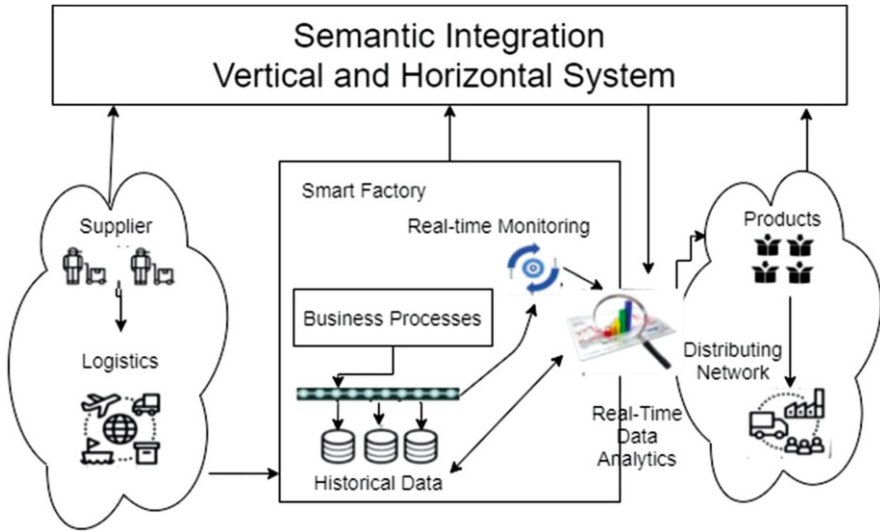 Semantic Integration
Vertical and Horizontal System
Supplier
Logistics
Smart Factory
Real-time Monitoring
Business Processes
Historical Data
Real-Time
Data
Analytics
Products
Distributing
Network